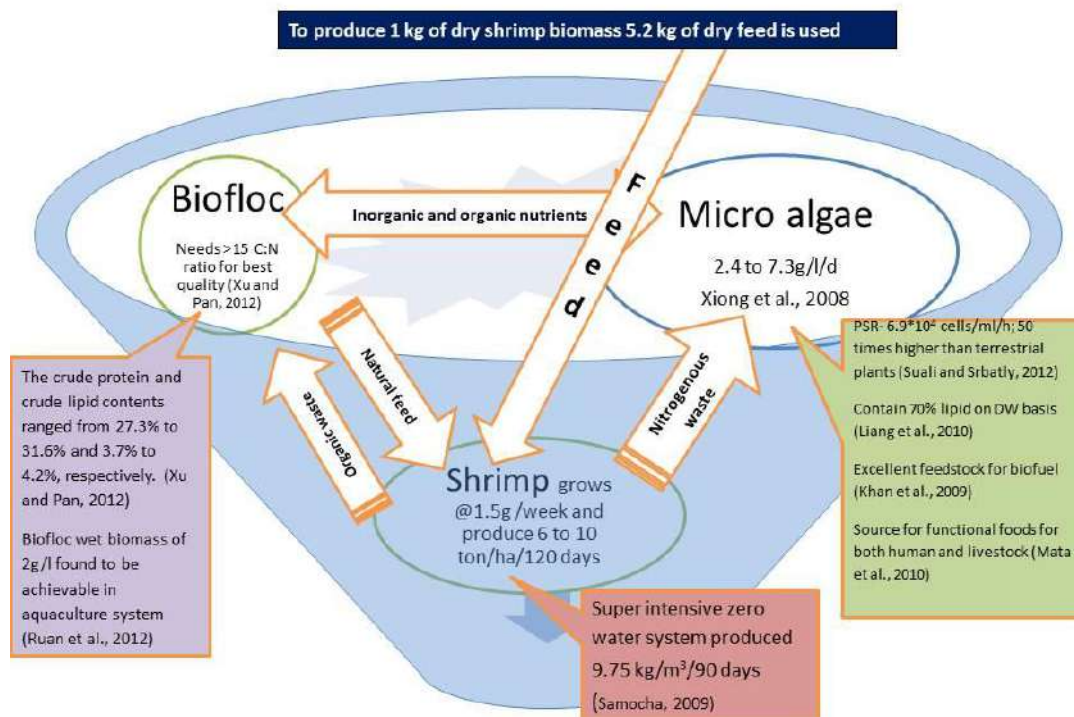 To produce 1 kg of dry shrimp biomass 5.2 kg of dry feed is used
Feed
Biofloc
Needs >15 C:N
ratio for best
quality (Xu and
Pan, 2012)
Inorganic and organic nutrients
Micro algae
2.4 to 7.3g/l/d
Xiong et al., 2008
Natural feed
Organic waste
Nitrogenous
waste
Shrimp grows
@1.5g /week and
produce 6 to 10
ton/ha/120 days
The crude protein and
crude lipid contents
ranged from 27.3% to
31.6% and 3.7% to
4.2%, respectively. (Xu
and Pan, 2012)
Biofloc wet biomass of
2g/l found to be
achievable in
aquaculture system
(Ruan et al., 2012)
PSR- cells/ml/h; 50
times higher than terrestrial
plants (Suali and Srbatly, 2012)
Contain 70% lipid on DW basis
(Liang et al., 2010)
Excellent feedstock for biofuel
(Khan et al., 2009)
Source for functional foods for
both human and livestock (Mata
et al., 2010)
Super intensive zero
water system produced
9.75 kg/m³/90 days
(Samocha, 2009)